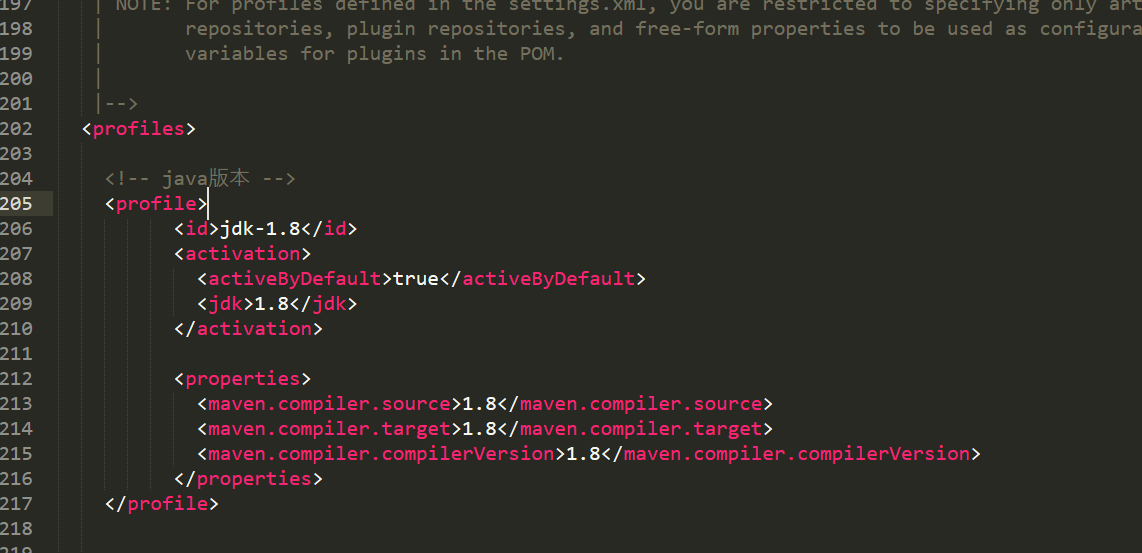 197 | NOTE: For profiles defined in the settings.xml, you are restricted to specifying only art
198 | repositories, plugin repositories, and free-form properties to be used as configura
199 | variables for plugins in the POM.
200 |
201 |-->
202 <profiles>
203
204 <!-- java版本 -->
205 <profile>
206 <id>jdk-1.8</id>
207 <activation>
208 <activeByDefault>true</activeByDefault>
209 <jdk>1.8</jdk>
210 </activation>
211
212 <properties>
213 <maven.compiler.source>1.8</maven.compiler.source>
214 <maven.compiler.target>1.8</maven.compiler.target>
215 <maven.compiler.compilerVersion>1.8</maven.compiler.compilerVersion>
216 </properties>
217 </profile>
218
219